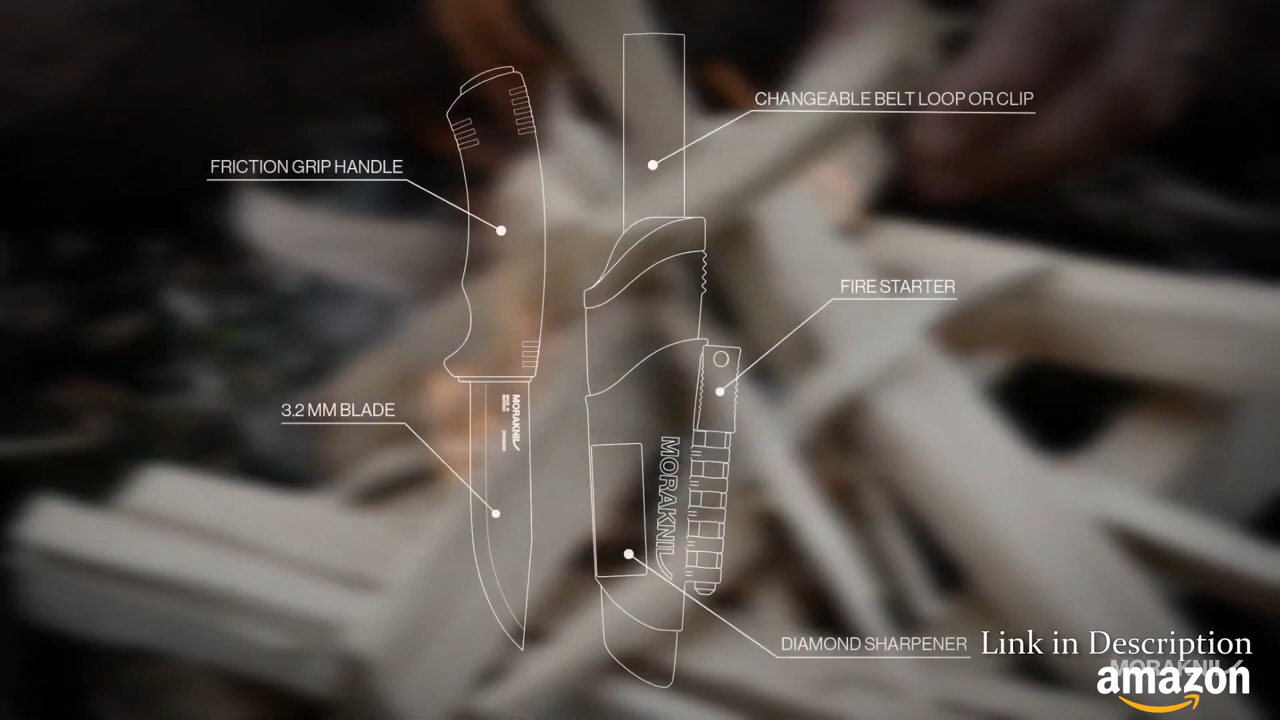 CHANGEABLE BELT LOOP OR CLIP
FRICTION GRIP HANDLE
FIRE STARTER
3.2 MM BLADE
MORAKNIV
MORAKNIV
DIAMOND SHARPENER
Link in Description
MORAKNIV
amazon